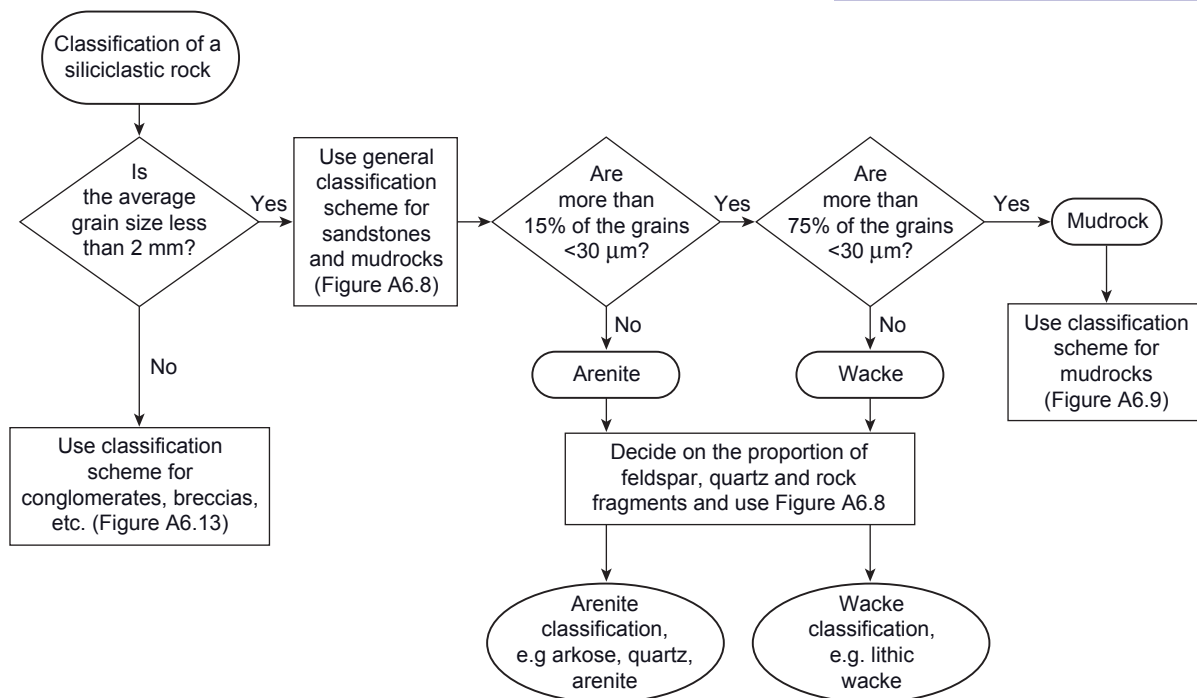 Classification of a
siliciclastic rock
Is
the average
grain size less
than 2 mm?
Yes
Use general
classification
scheme for
sandstones
and mudrocks
(Figure A6.8)
Are
more than
15% of the grains
<30 μm?
Yes
Are
more than
75% of the grains
<30 μm?
Yes
Mudrock
No
No
No
Use classification
scheme for
mudrocks
(Figure A6.9)
Arenite
Wacke
Use classification
scheme for
conglomerates, breccias,
etc. (Figure A6.13)
Decide on the proportion of
feldspar, quartz and rock
fragments and use Figure A6.8
Arenite
classification,
e.g arkose, quartz,
arenite
Wacke
classification,
e.g. lithic
wacke